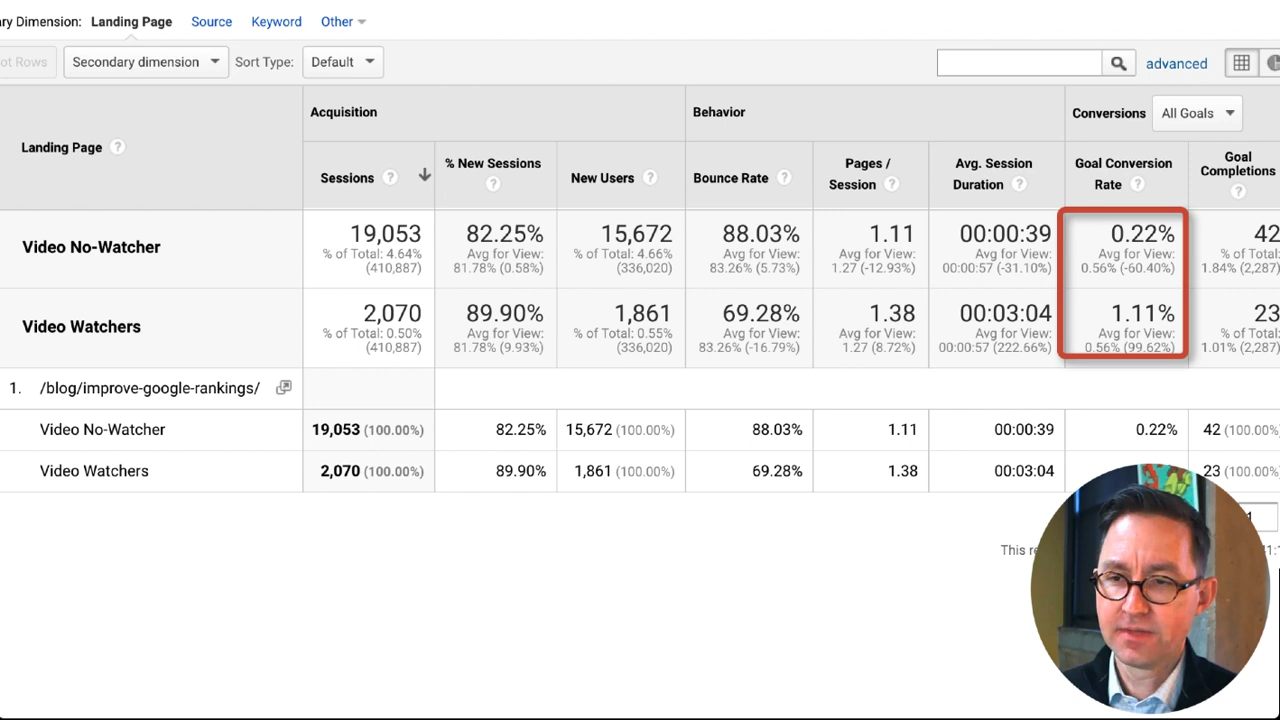 ry Dimension: Landing Page Source Keyword Other
ot Rows Secondary dimension Sort Type: Default advanced
Acquisition Behavior Conversions All Goals
Landing Page ? Sessions ? % New Sessions ? New Users ? Bounce Rate ? Pages / Session ? Avg. Session Duration ? Goal Conversion Rate ? Goal Completions ?
Video No-Watcher 19,053 82.25% 15,672 88.03% 1.11 00:00:39 0.22% 42
% of Total: 4.64% Avg for View: % of Total: 4.66% Avg for View: Avg for View: Avg for View: Avg for View: % of Total:
(410,887) 81.78% (0.58%) (336,020) 83.26% (5.73%) 1.27 (-12.93%) 00:00:57 (-31.10%) 0.56% (-60.40%) 1.84% (2,287)
Video Watchers 2,070 89.90% 1,861 69.28% 1.38 00:03:04 1.11% 23
% of Total: 0.50% Avg for View: % of Total: 0.55% Avg for View: Avg for View: Avg for View: Avg for View: % of Total:
(410,887) 81.78% (9.93%) (336,020) 83.26% (-16.79%) 1.27 (8.72%) 00:00:57 (222.66%) 0.56% (99.62%) 1.01% (2,287)
1. /blog/improve-google-rankings/
Video No-Watcher 19,053 (100.00%) 82.25% 15,672 (100.00%) 88.03% 1.11 00:00:39 0.22% 42 (100.00%
Video Watchers 2,070 (100.00%) 89.90% 1,861 (100.00%) 69.28% 1.38 00:03:04 23 (100.00%
1
This